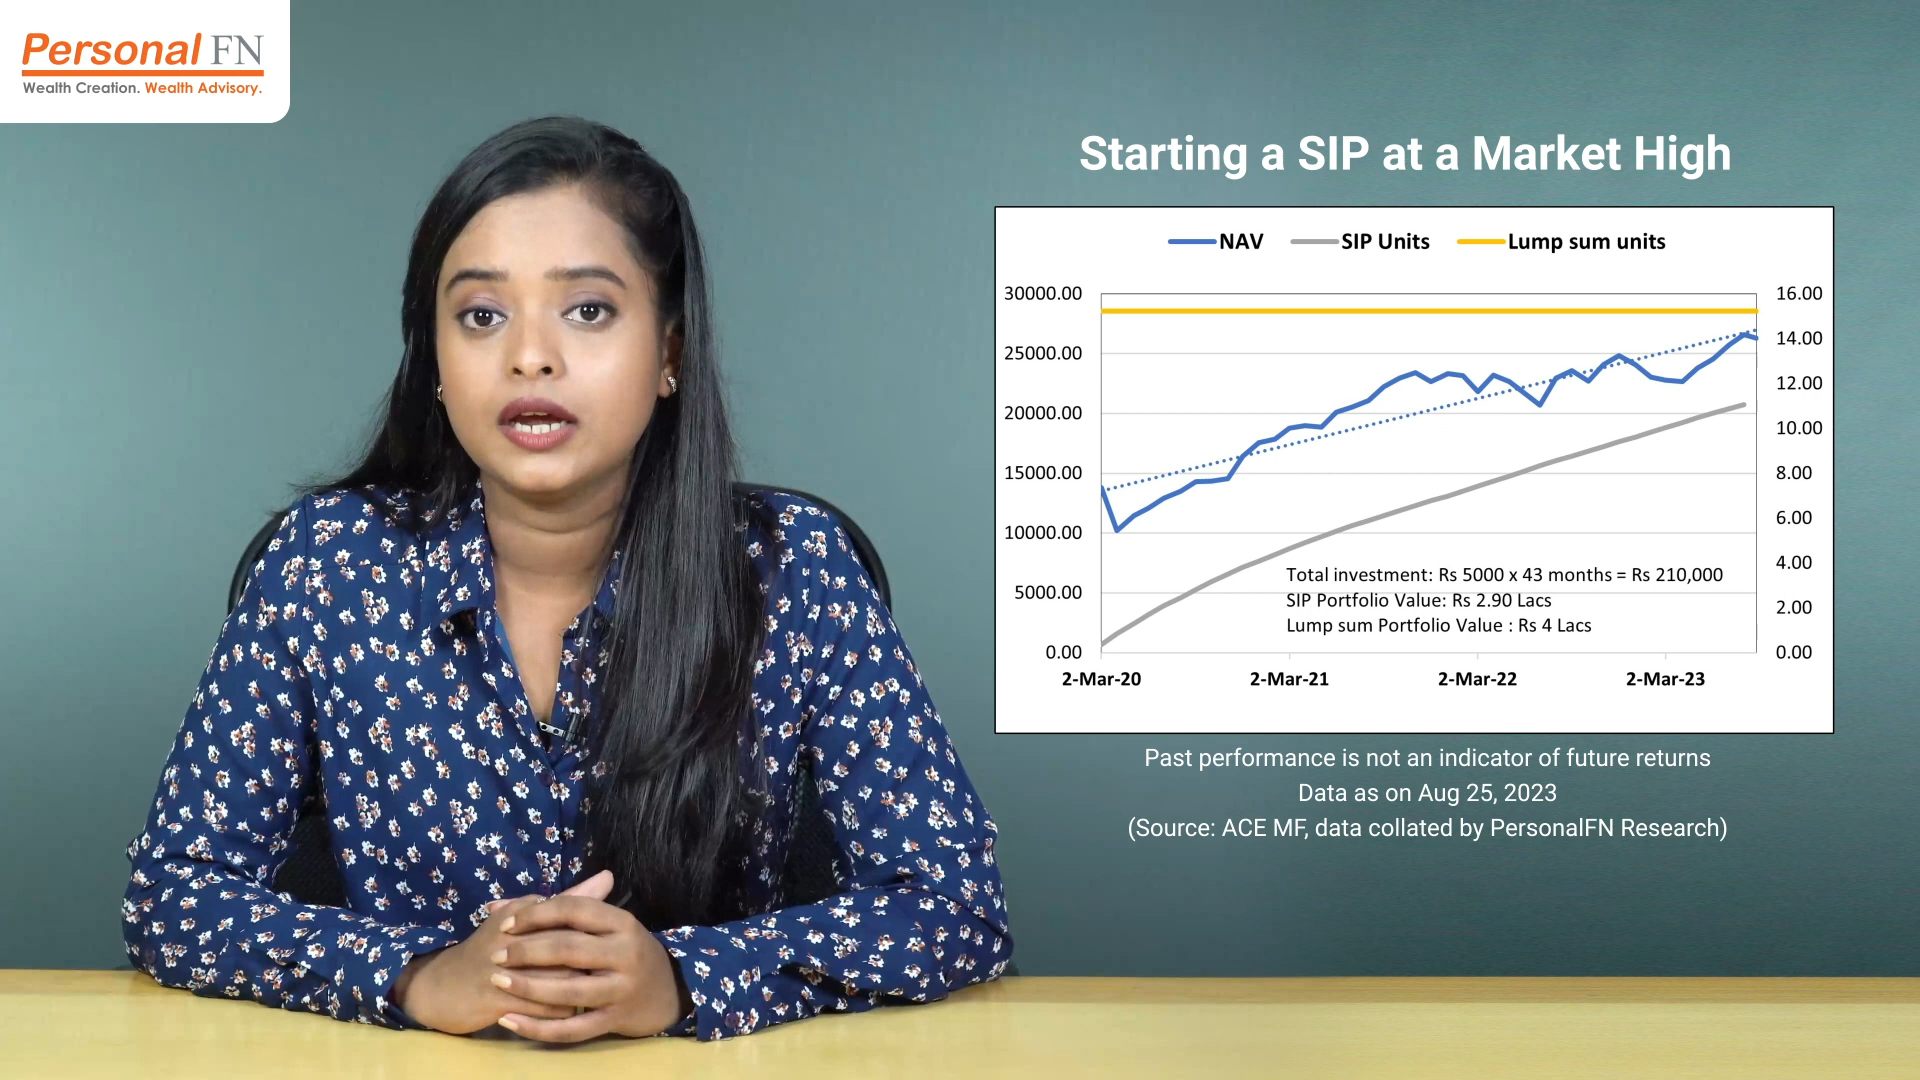 Personal FN
Wealth Creation. Wealth Advisory.
Starting a SIP at a Market High
NAV SIP Units Lump sum units
30000.00
25000.00
20000.00
15000.00
10000.00
5000.00
0.00
16.00
14.00
12.00
10.00
8.00
6.00
4.00
2.00
0.00
Total investment: Rs 5000 x 43 months = Rs 210,000
SIP Portfolio Value: Rs 2.90 Lacs
Lump sum Portfolio Value : Rs 4 Lacs
2-Mar-20 2-Mar-21 2-Mar-22 2-Mar-23
Past performance is not an indicator of future returns
Data as on Aug 25, 2023
(Source: ACE MF, data collated by PersonalFN Research)